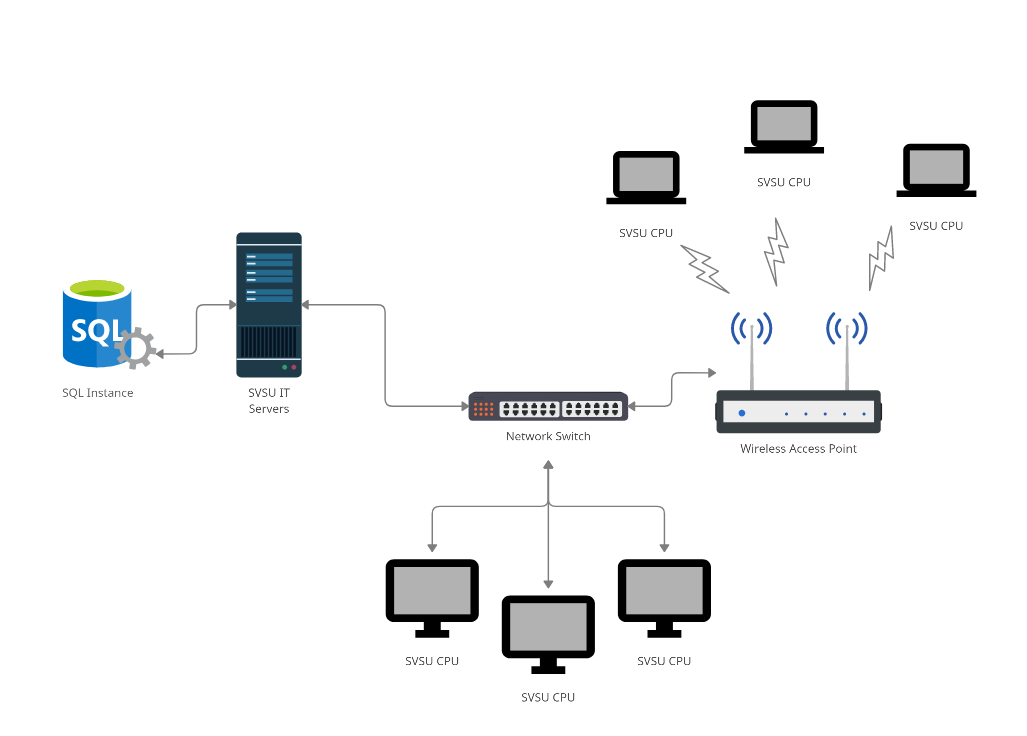 SVSU CPU
SVSU CPU
SVSU CPU
SQL
SQL Instance
SVSU IT
Servers
Network Switch
Wireless Access Point
SVSU CPU
SVSU CPU
SVSU CPU